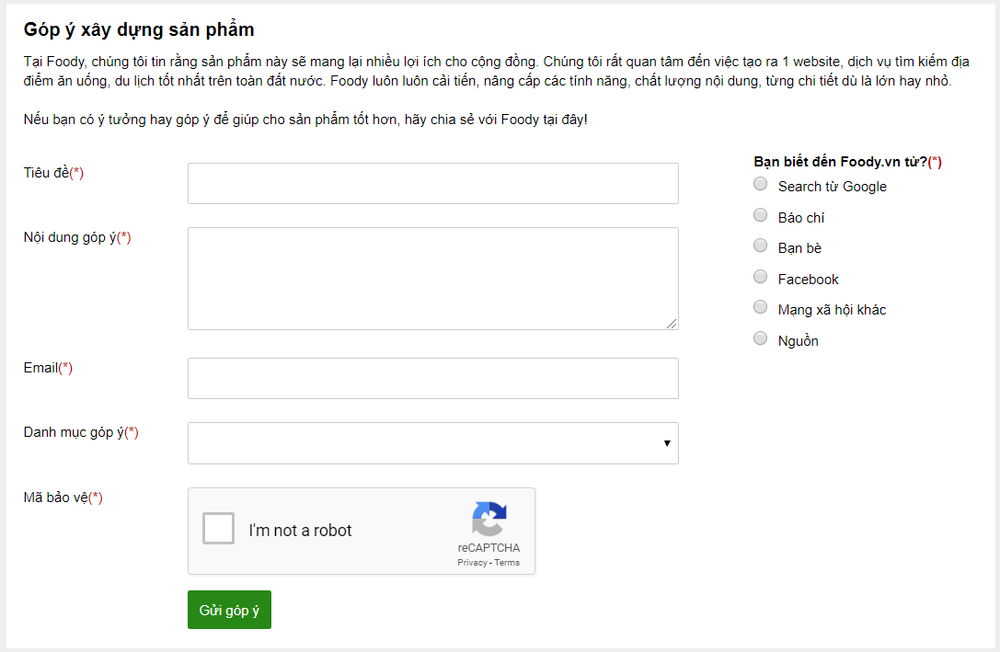 Góp ý xây dựng sản phẩm
Tại Foody, chúng tôi tin rằng sản phẩm này sẽ mang lại nhiều lợi ích cho cộng đồng. Chúng tôi rất quan tâm đến việc tạo ra 1 website, dịch vụ tìm kiếm địa
điểm ăn uống, du lịch tốt nhất trên toàn đất nước. Foody luôn luôn cải tiến, nâng cấp các tính năng, chất lượng nội dung, từng chi tiết dù là lớn hay nhỏ.
Nếu bạn có ý tưởng hay góp ý để giúp cho sản phẩm tốt hơn, hãy chia sẻ với Foody tại đây!
Tiêu đề(*)
Nội dung góp ý(*)
Email(*)
Danh mục góp ý(*)
Mã bảo vệ(*)
I'm not a robot
reCAPTCHA
Privacy - Terms
Gửi góp ý
Bạn biết đến Foody.vn từ?(*)
Search từ Google
Báo chí
Bạn bè
Facebook
Mạng xã hội khác
Nguồn